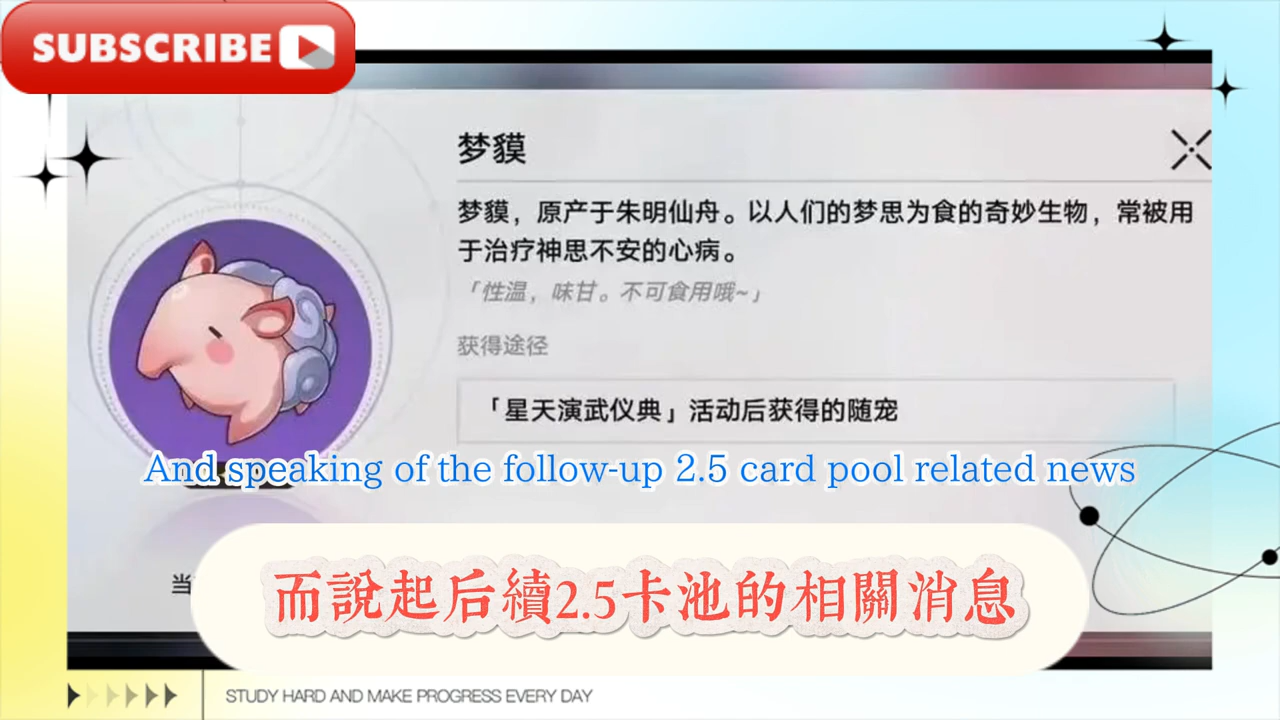 SUBSCRIBE
梦貘
梦貘，原产于朱明仙舟。以人们的梦思为食的奇妙生物，常被用
于治疗神思不安的心病。
「性温，味甘。不可食用哦~」
获得途径
「星天演武仪典」活动后获得的随宠
And speaking of the follow-up 2.5 card pool related news
当
而說起后續2.5卡池的相關消息
STUDY HARD AND MAKE PROGRESS EVERY DAY